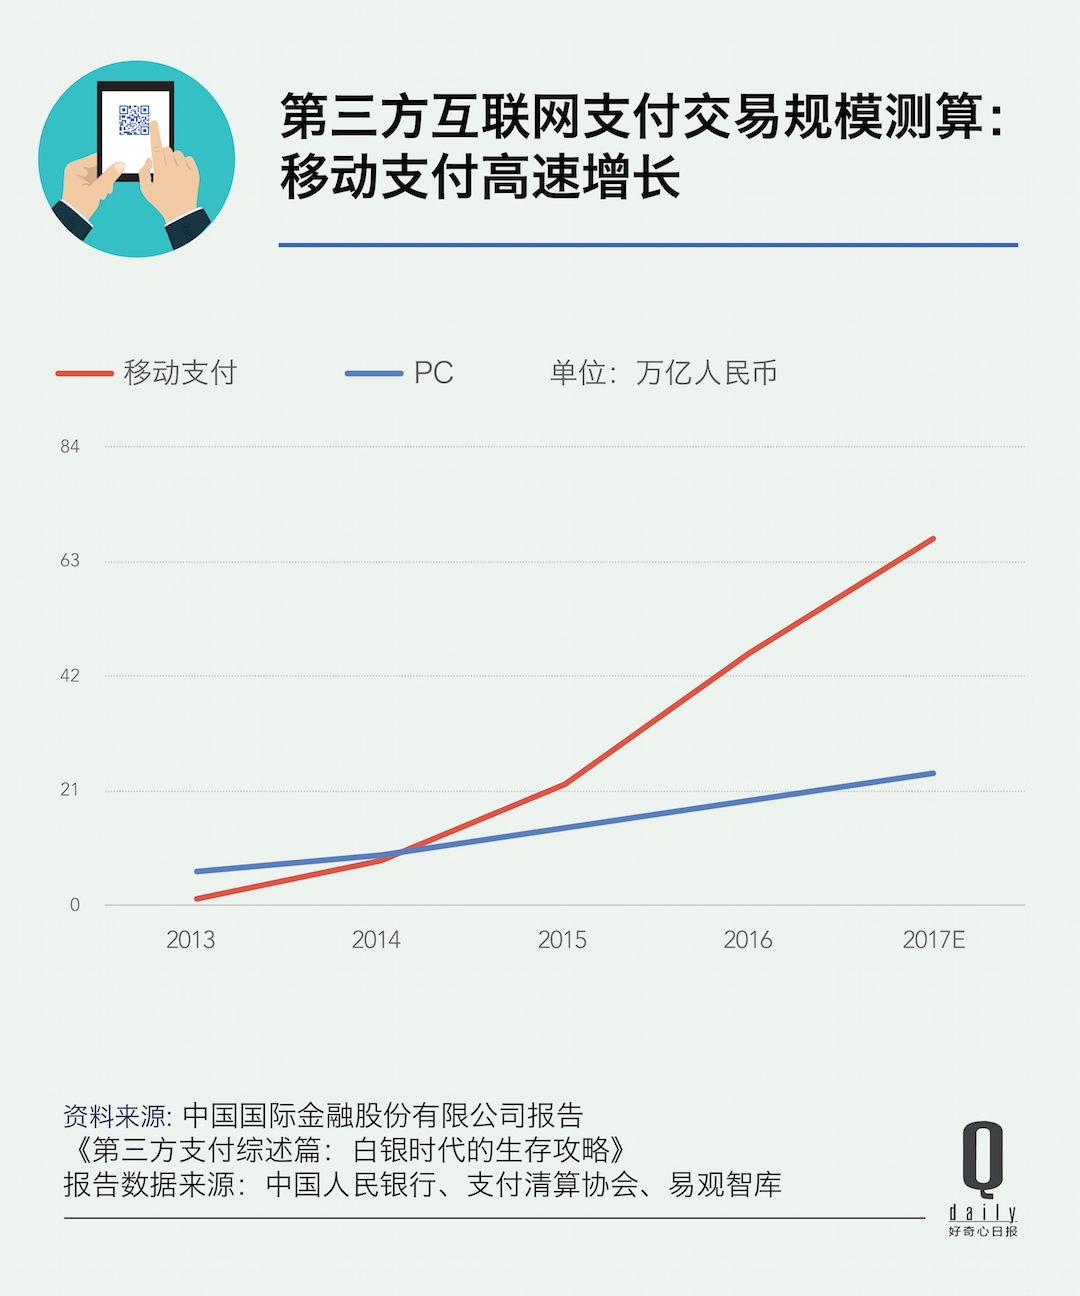 第三方互联网支付交易规模测算：
移动支付高速增长
移动支付 PC 单位：万亿人民币
84
63
42
21
0
2013 2014 2015 2016 2017E
资料来源: 中国国际金融股份有限公司报告
《第三方支付综述篇：白银时代的生存攻略》
报告数据来源：中国人民银行、支付清算协会、易观智库
Q
daily
好奇心日报